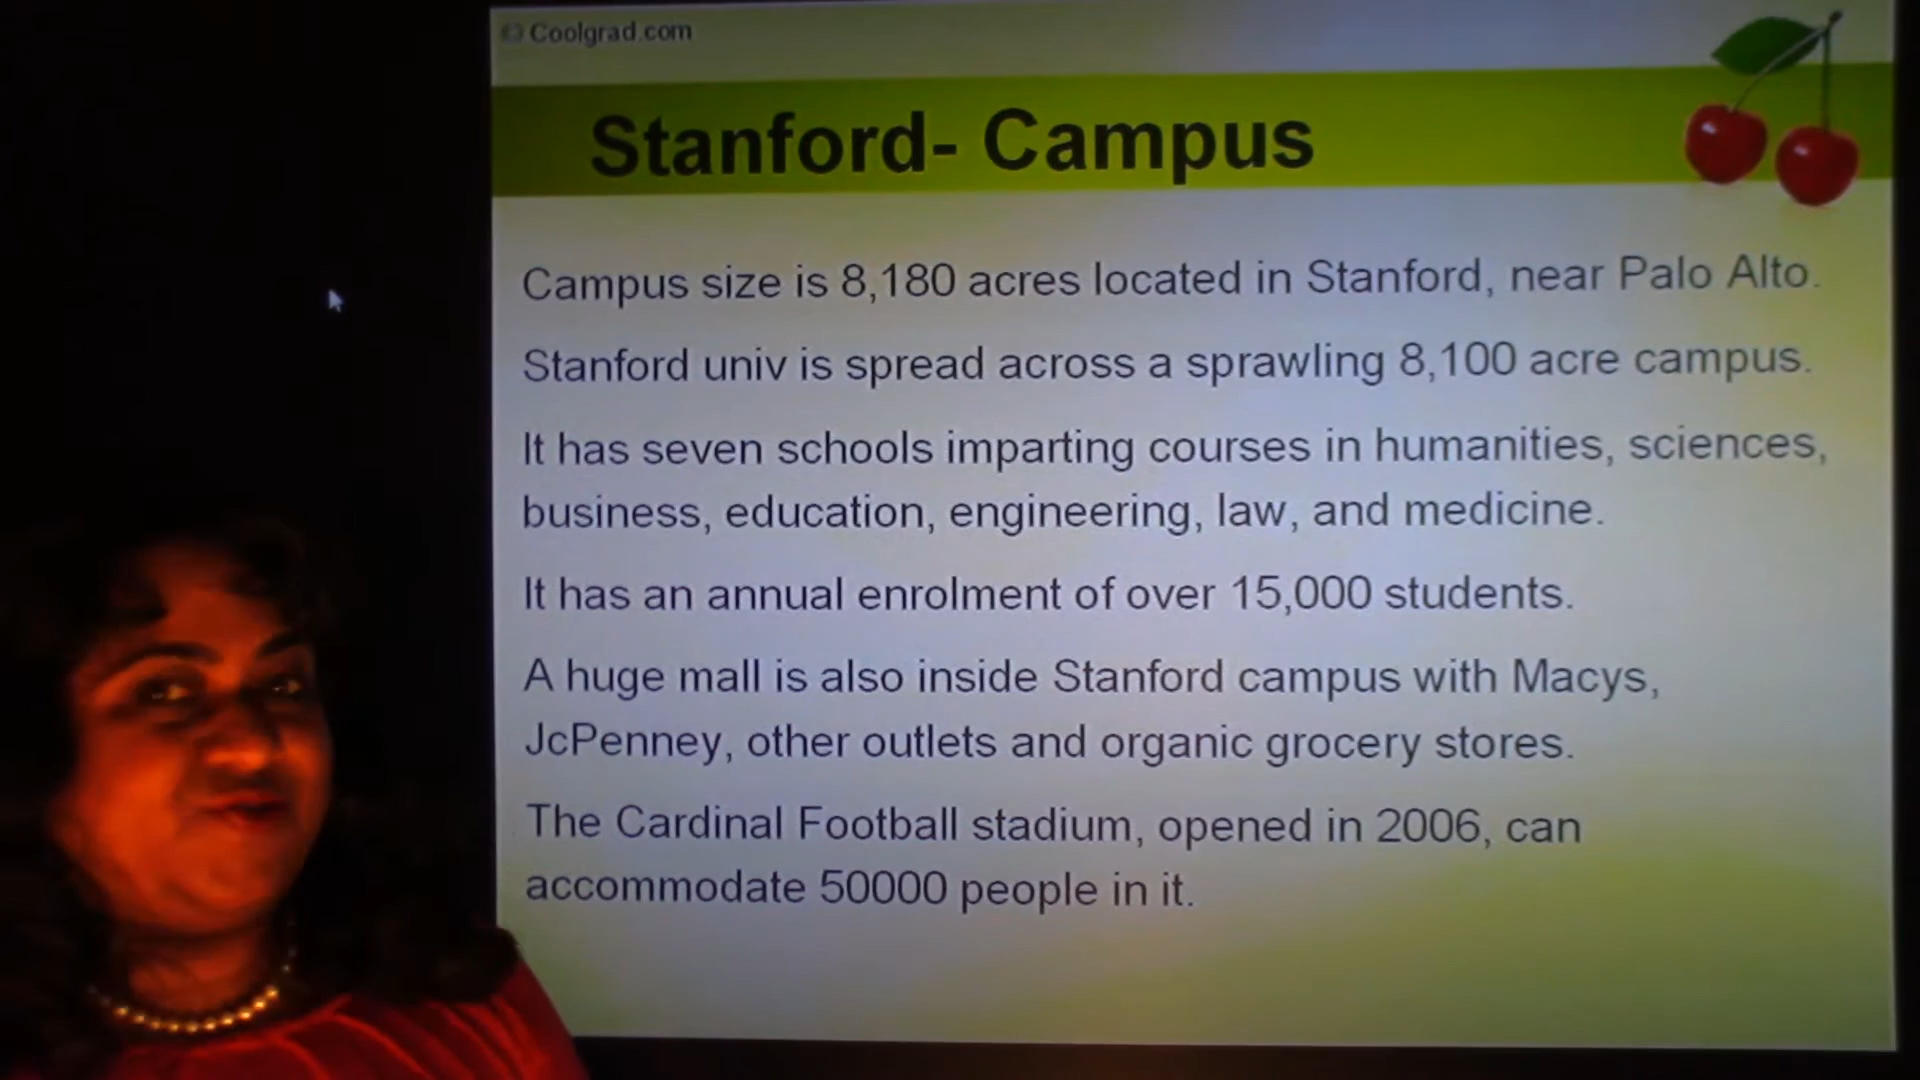 © Coolgrad.com
Stanford- Campus
Campus size is 8,180 acres located in Stanford, near Palo Alto.
Stanford univ is spread across a sprawling 8,100 acre campus.
It has seven schools imparting courses in humanities, sciences,
business, education, engineering, law, and medicine.
It has an annual enrolment of over 15,000 students.
A huge mall is also inside Stanford campus with Macys,
JcPenney, other outlets and organic grocery stores.
The Cardinal Football stadium, opened in 2006, can
accommodate 50000 people in it.